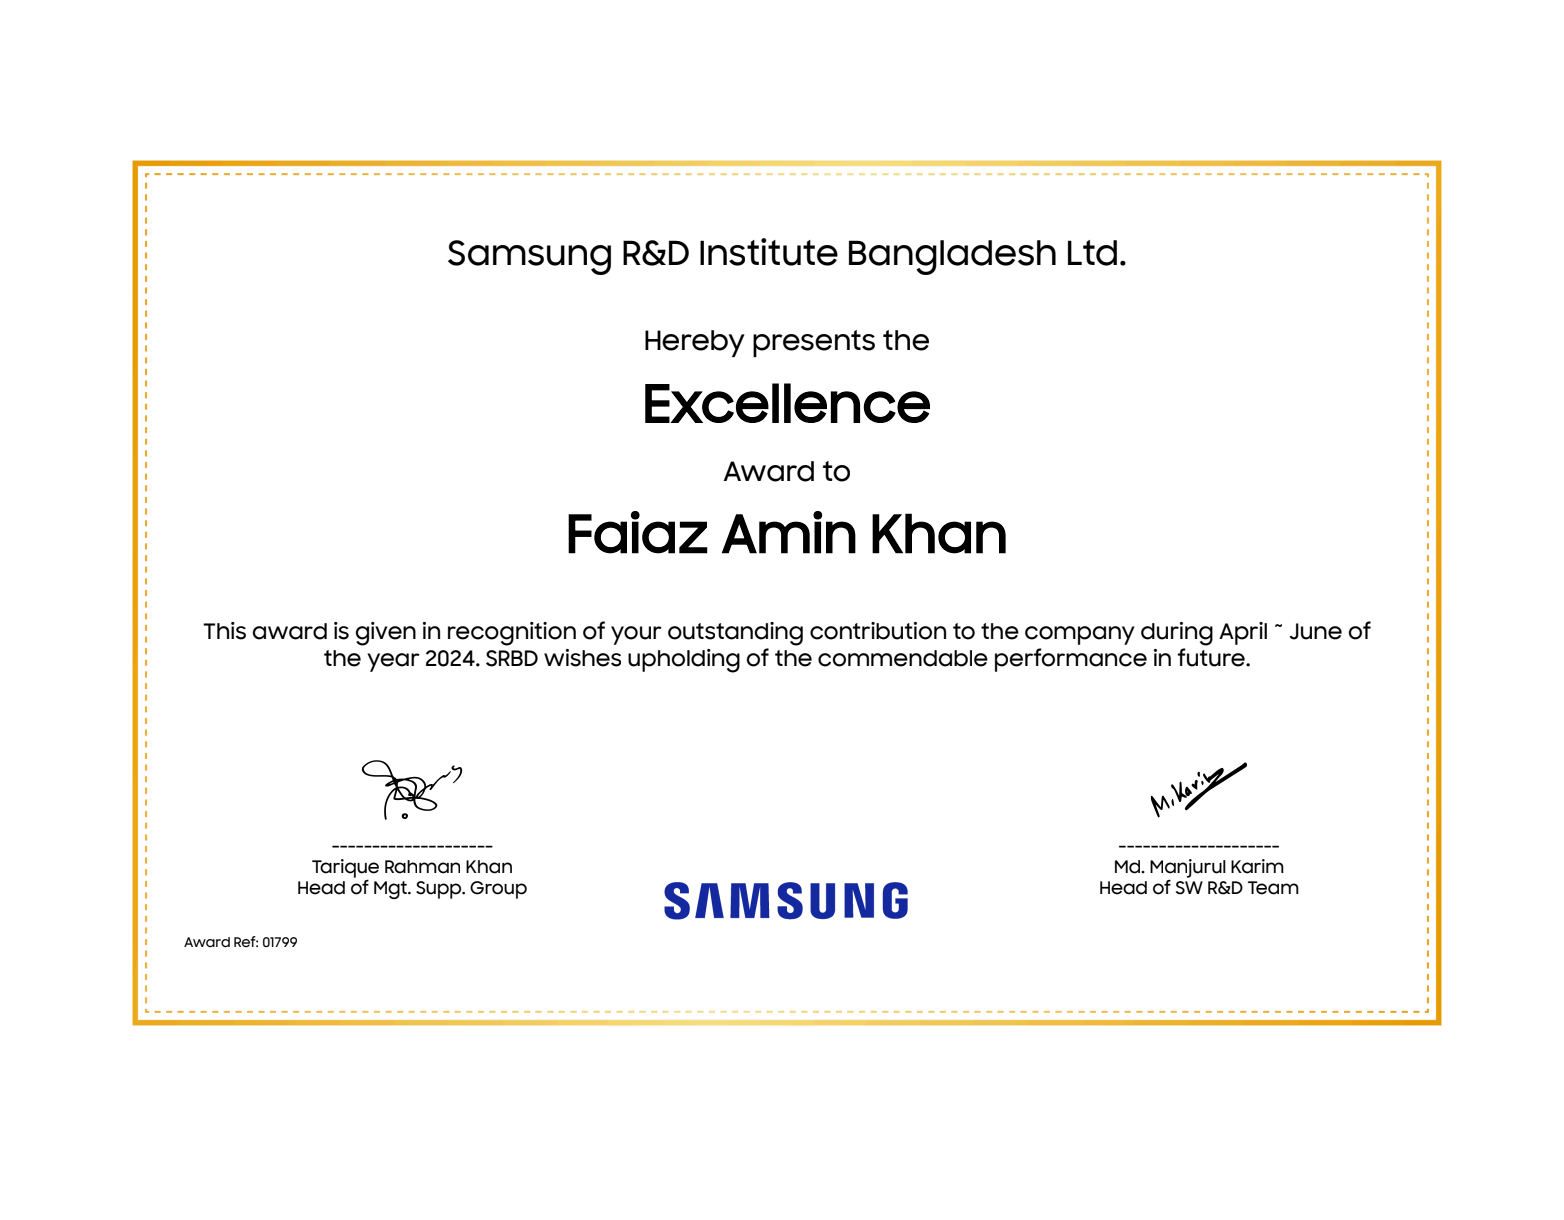 Samsung R&D Institute Bangladesh Ltd.
Hereby presents the
Excellence
Award to
Faiaz Amin Khan
This award is given in recognition of your outstanding contribution to the company during April ~ June of
the year 2024. SRBD wishes upholding of the commendable performance in future.
M. Karim
--------------------
Tarique Rahman Khan
Head of Mgt. Supp. Group
--------------------
Md. Manjurul Karim
Head of SW R&D Team
SAMSUNG
Award Ref: 01799